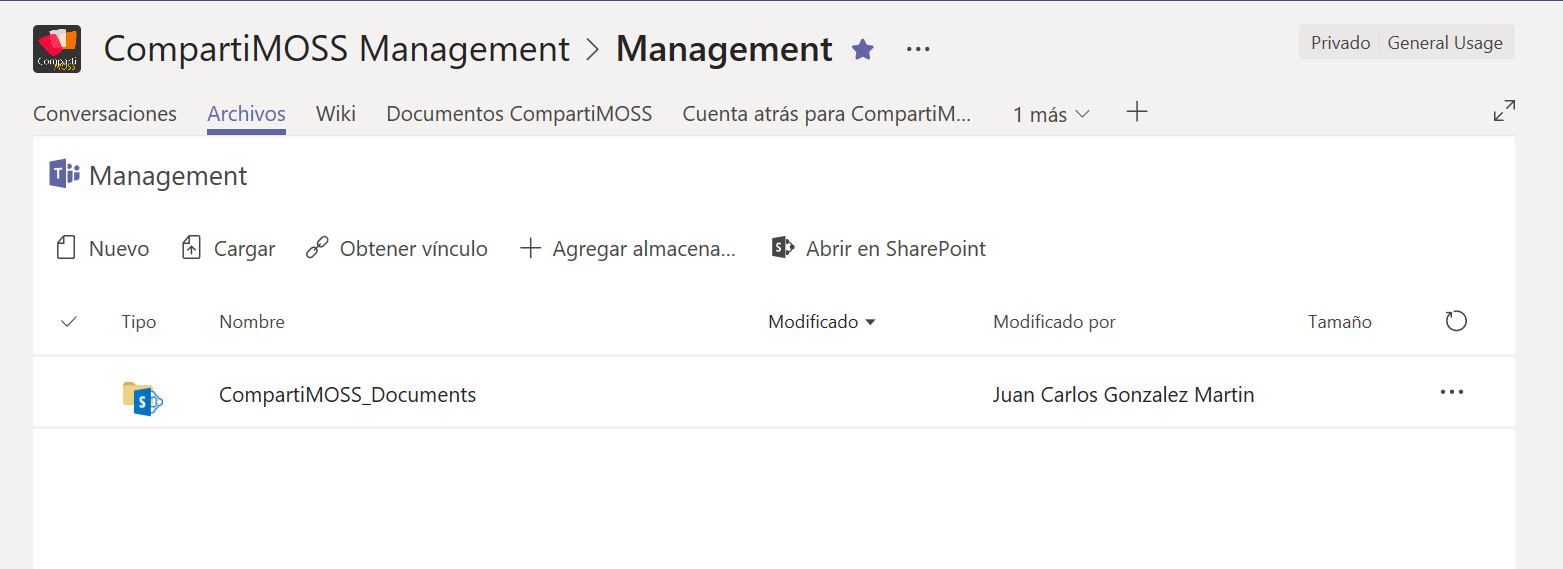 Comparti
MOSS
CompartiMOSS Management > Management
Privado General Usage
Conversaciones Archivos Wiki Documentos CompartiMOSS Cuenta atrás para CompartiM... 1 más
Management
Nuevo Cargar Obtener vínculo Agregar almacena... Abrir en SharePoint
Tipo Nombre Modificado Modificado por Tamaño
CompartiMOSS_Documents Juan Carlos Gonzalez Martin